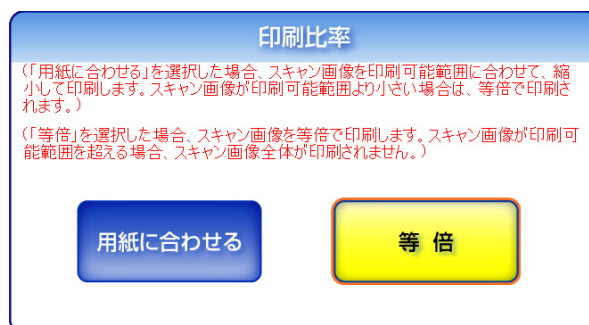 印刷比率
(「用紙に合わせる」を選択した場合、スキャン画像を印刷可能範囲に合わせて、縮
小して印刷します。スキャン画像が印刷可能範囲より小さい場合は、等倍で印刷さ
れます。)
(「等倍」を選択した場合、スキャン画像を等倍で印刷します。スキャン画像が印刷可
能範囲を超える場合、スキャン画像全体が印刷されません。)
用紙に合わせる
等 倍